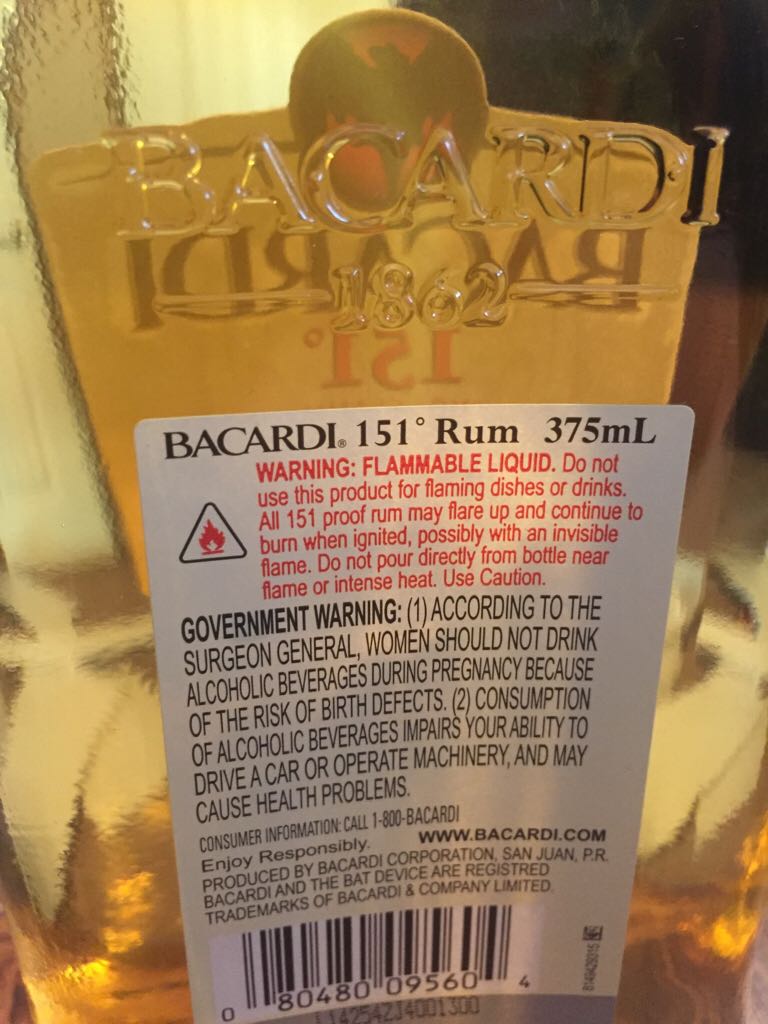 BACARDI
BACARDI
1862
151°
BACARDI® 151° Rum 375mL
WARNING: FLAMMABLE LIQUID. Do not
use this product for flaming dishes or drinks.
All 151 proof rum may flare up and continue to
burn when ignited, possibly with an invisible
flame. Do not pour directly from bottle near
flame or intense heat. Use Caution.
GOVERNMENT WARNING: (1) ACCORDING TO THE
SURGEON GENERAL, WOMEN SHOULD NOT DRINK
ALCOHOLIC BEVERAGES DURING PREGNANCY BECAUSE
OF THE RISK OF BIRTH DEFECTS. (2) CONSUMPTION
OF ALCOHOLIC BEVERAGES IMPAIRS YOUR ABILITY TO
DRIVE A CAR OR OPERATE MACHINERY, AND MAY
CAUSE HEALTH PROBLEMS.
CONSUMER INFORMATION: CALL 1-800-BACARDI
Enjoy Responsibly. WWW.BACARDI.COM
PRODUCED BY BACARDI CORPORATION, SAN JUAN, P.R.
BACARDI AND THE BAT DEVICE ARE REGISTRED
TRADEMARKS OF BACARDI & COMPANY LIMITED.
0 80480 09560 4